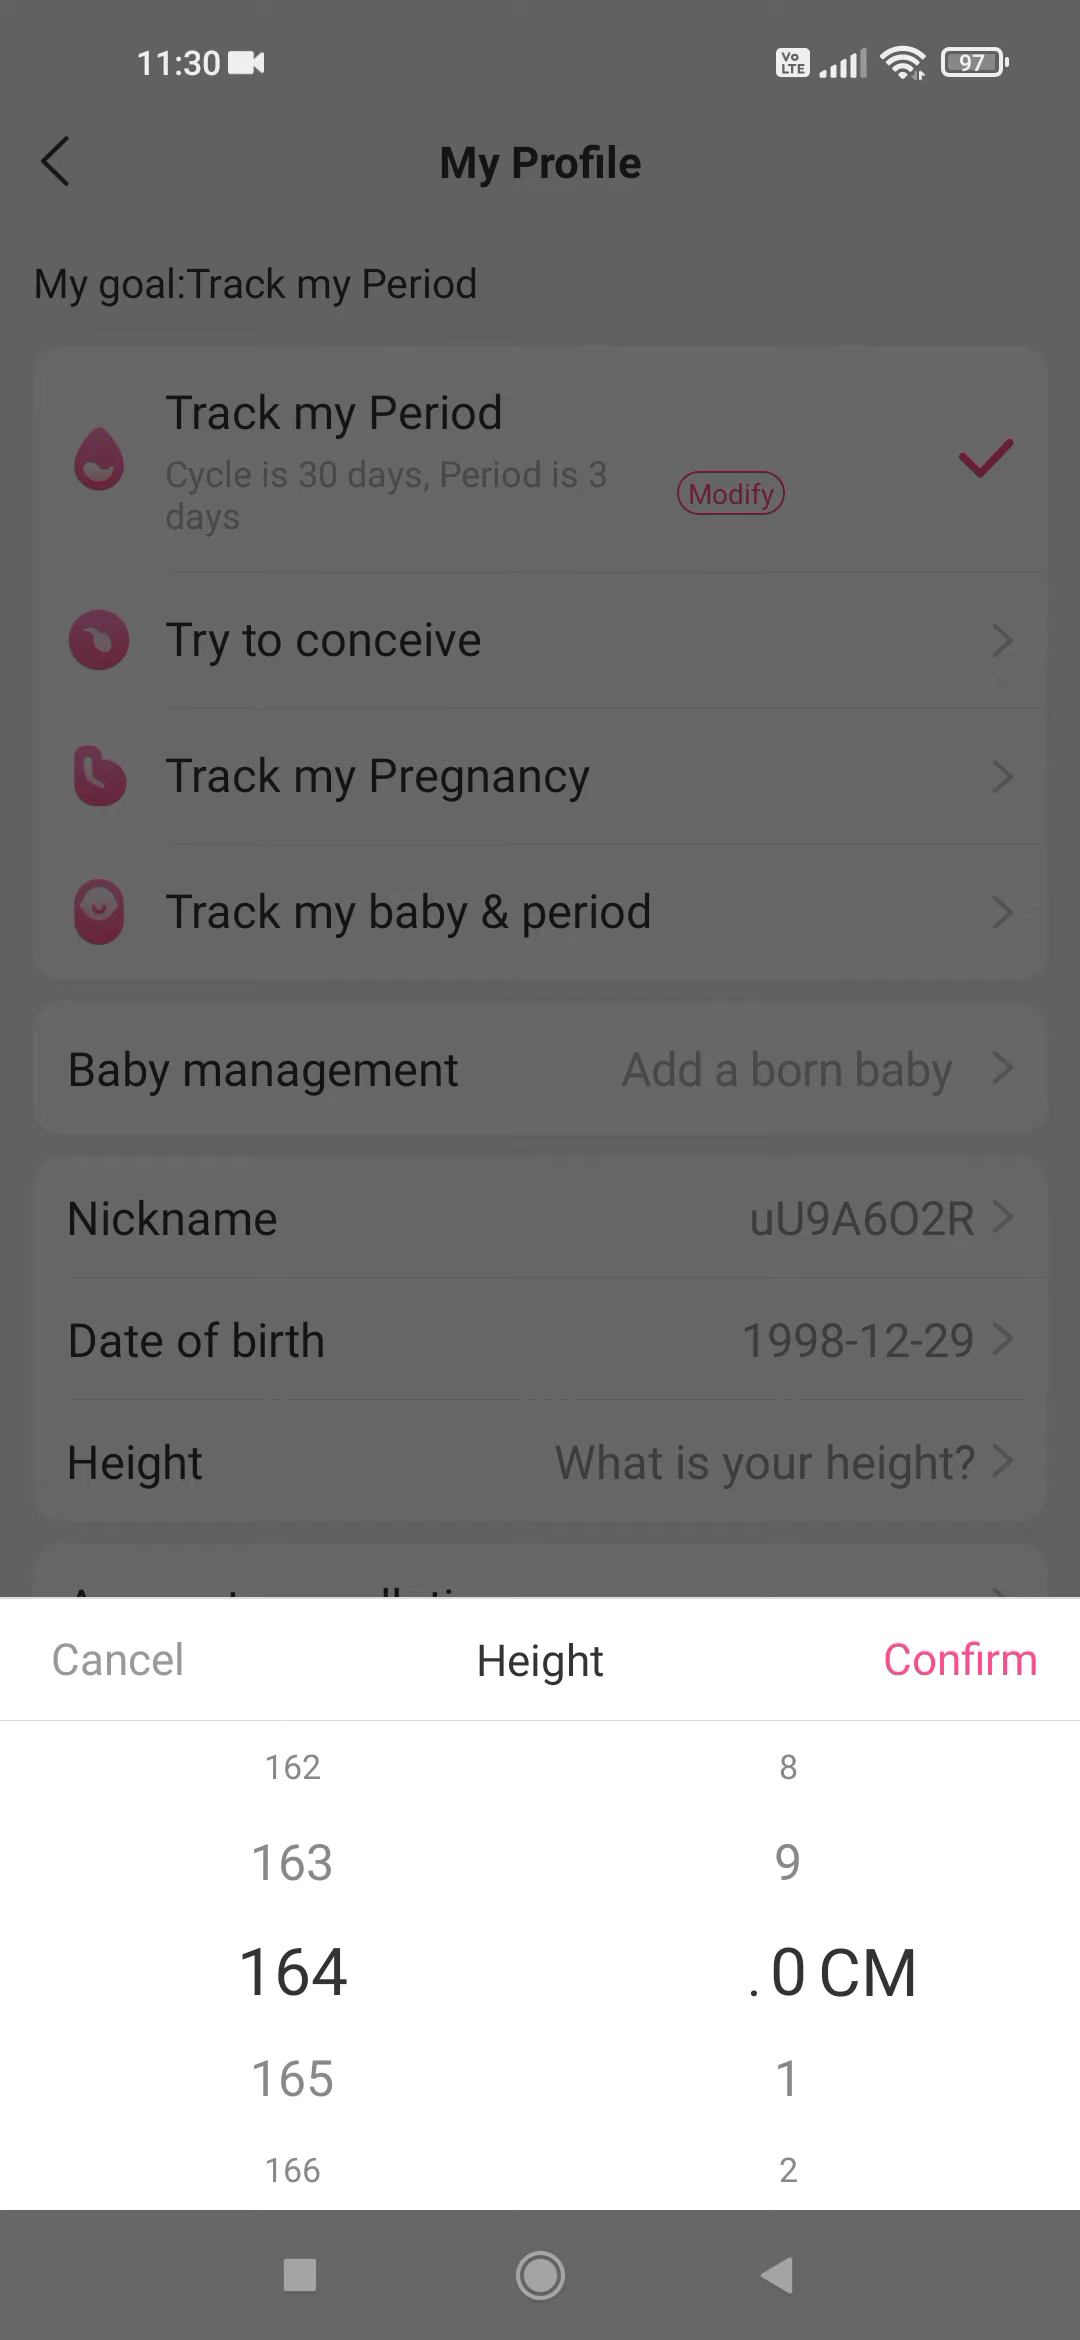 11:30
Vo
LTE
97
My Profile
My goal:Track my Period
Track my Period
Cycle is 30 days, Period is 3
days
Modify
Try to conceive
Track my Pregnancy
Track my baby & period
Baby management
Add a born baby
Nickname
uU9A6O2R
Date of birth
1998-12-29
Height
What is your height?
Cancel
Height
Confirm
162
8
163
9
164
.0 CM
165
1
166
2